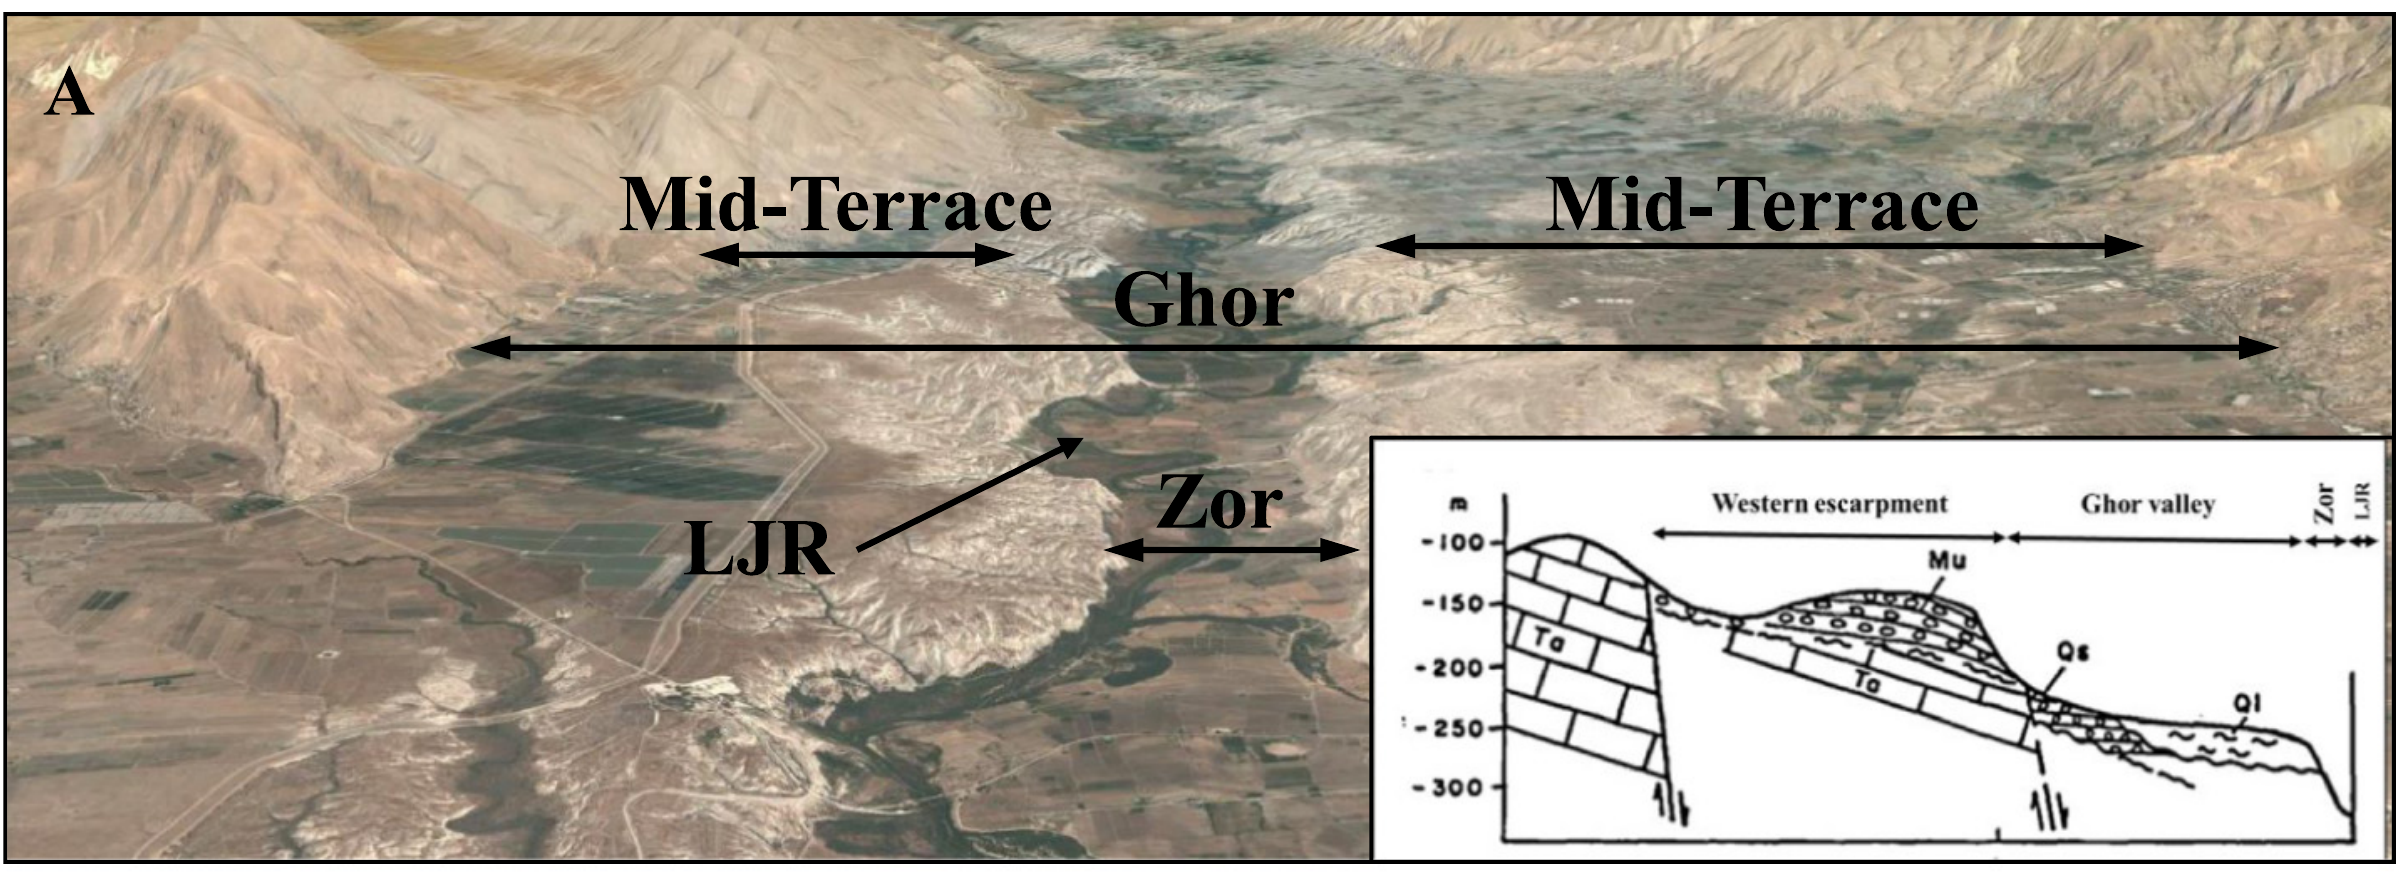 A
Mid-Terrace
Mid-Terrace
Ghor
LJR
Zor
m
Western escarpment
Ghor valley
Zor
LJR
-100
-150
-200
-250
-300
Mu
Ta
Ta
Qs
Ql